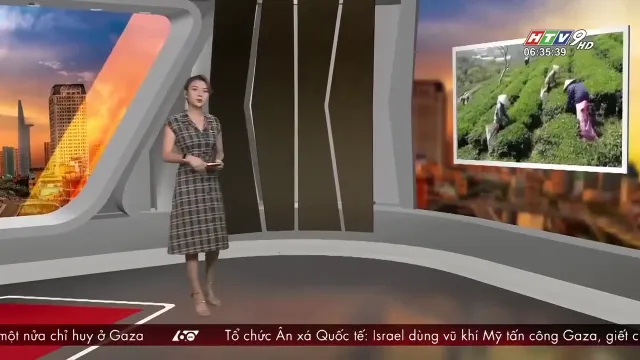 HTV9 HD
06:35:39
một nửa chỉ huy ở Gaza 60 Tổ chức Ân xá Quốc tế: Israel dùng vũ khí Mỹ tấn công Gaza, giết c